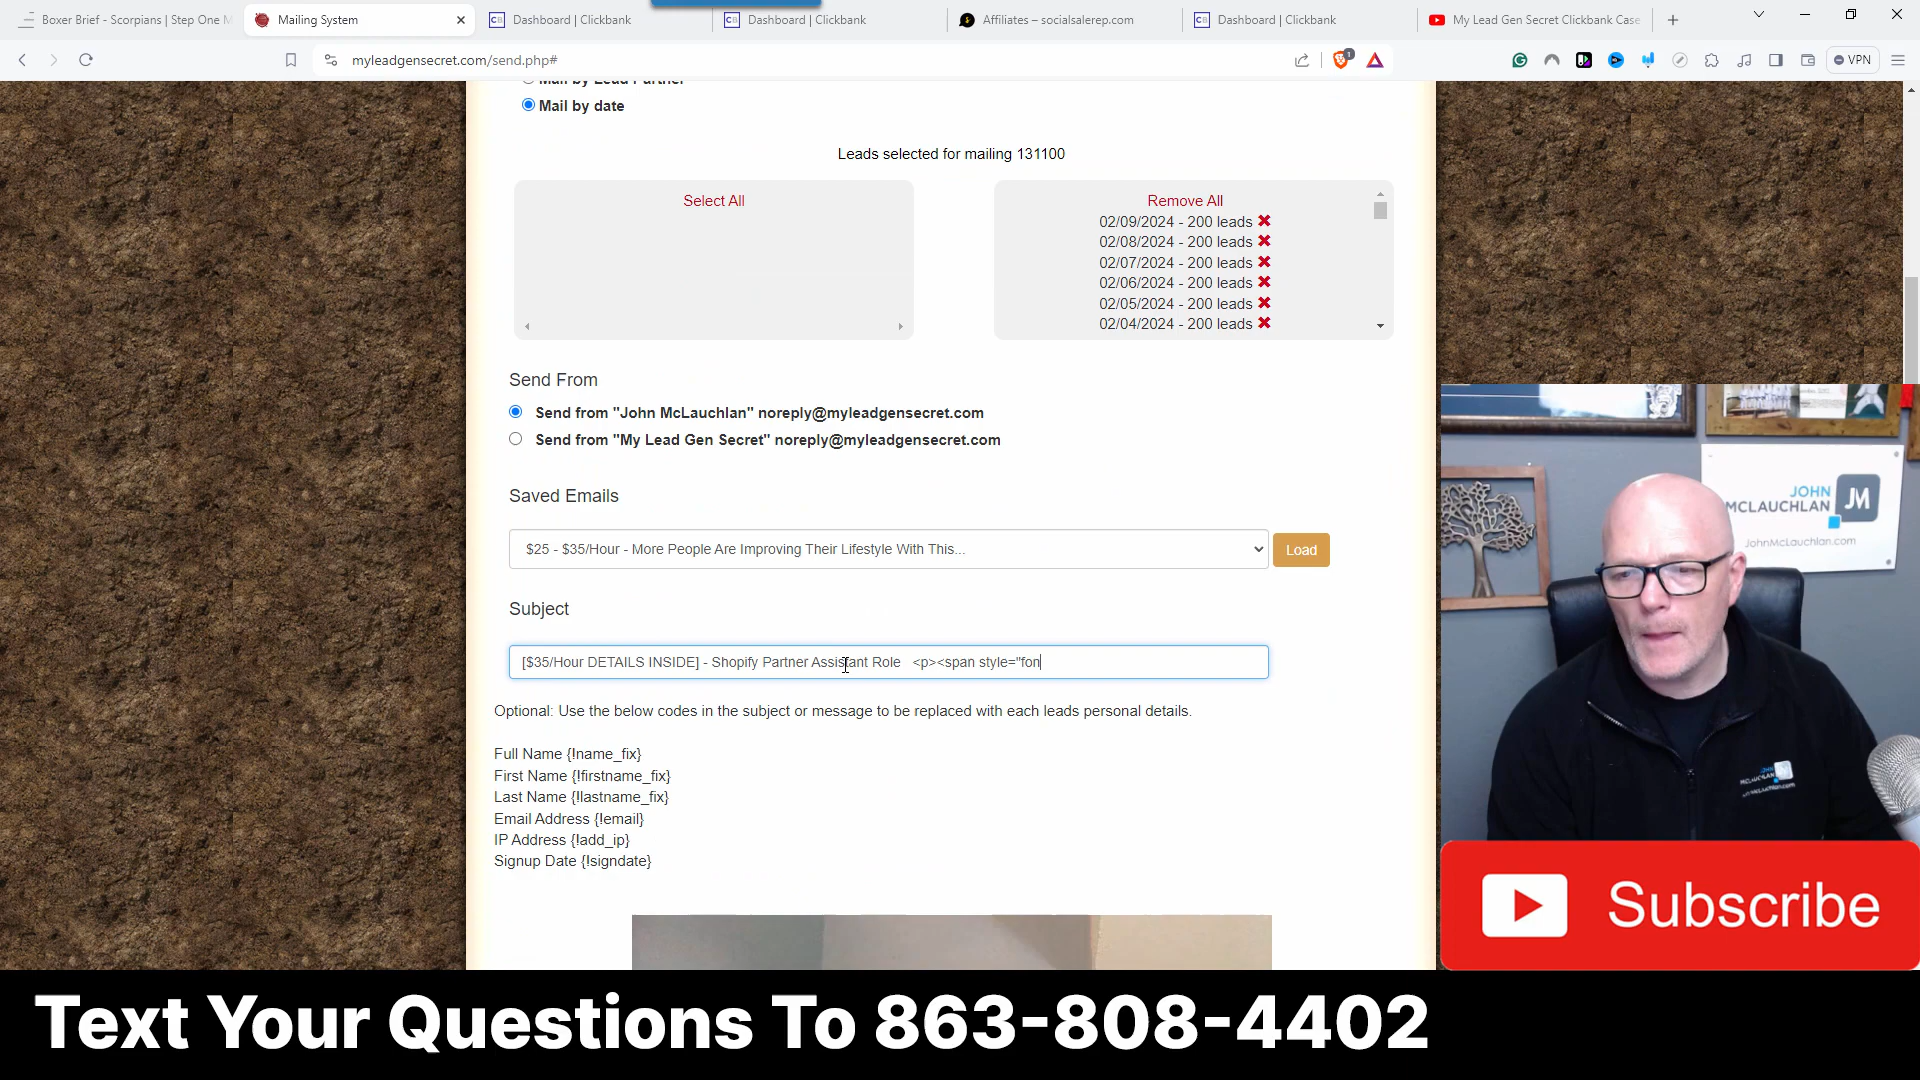 Boxer Brief - Scorpians | Step One M
Mailing System
Dashboard | Clickbank
Dashboard | Clickbank
Affiliates – socialsalerep.com
Dashboard | Clickbank
My Lead Gen Secret Clickbank Case
myleadgensecret.com/send.php#
VPN
Mail by Lead Partner
Mail by date
Leads selected for mailing 131100
Select All
Remove All
02/09/2024 - 200 leads
02/08/2024 - 200 leads
02/07/2024 - 200 leads
02/06/2024 - 200 leads
02/05/2024 - 200 leads
02/04/2024 - 200 leads
Send From
Send from "John McLauchlan" noreply@myleadgensecret.com
Send from "My Lead Gen Secret" noreply@myleadgensecret.com
Saved Emails
$25 - $35/Hour - More People Are Improving Their Lifestyle With This...
Load
Subject
[$35/Hour DETAILS INSIDE] - Shopify Partner Assistant Role <p><span style="fon
Optional: Use the below codes in the subject or message to be replaced with each leads personal details.
Full Name {!name_fix}
First Name {!firstname_fix}
Last Name {!lastname_fix}
Email Address {!email}
IP Address {!add_ip}
Signup Date {!signdate}
JOHN
MCLAUCHLAN
JM
JohnMcLauchlan.com
JOHN
MCLAUCHLAN
Subscribe
Text Your Questions To 863-808-4402